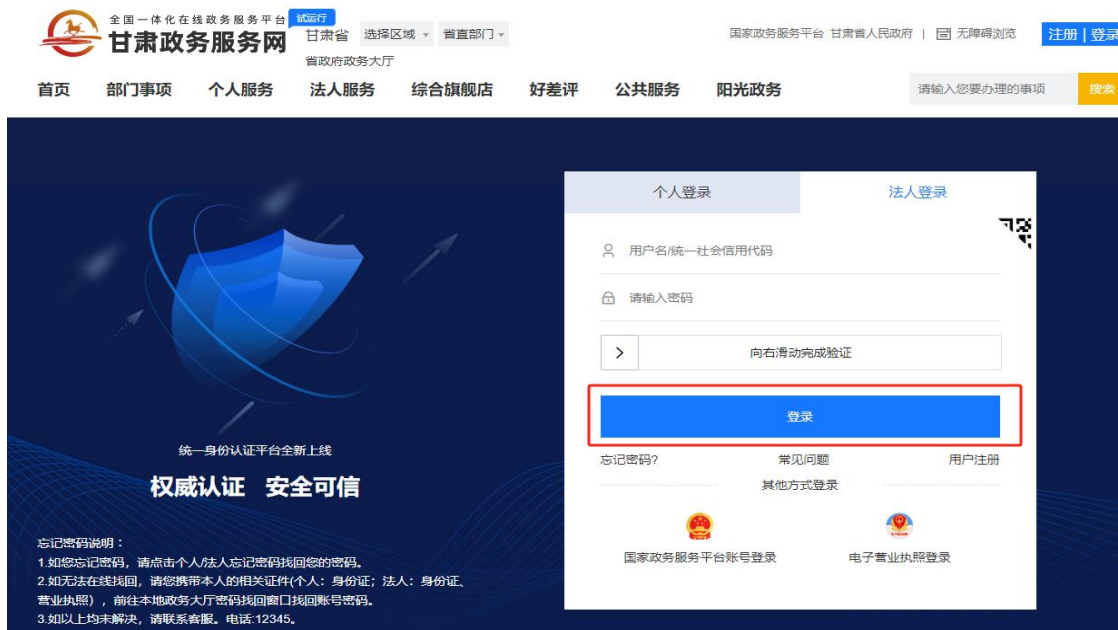 全国一体化在线政务服务平台 试运行
甘肃政务服务网
甘肃省 选择区域 省直部门
省政府政务大厅
国家政务服务平台 甘肃省人民政府 | 无障碍浏览 注册 | 登录
首页 部门事项 个人服务 法人服务 综合旗舰店 好差评 公共服务 阳光政务
请输入您要办理的事项 搜索
个人登录 法人登录
用户名/统一社会信用代码
请输入密码
向右滑动完成验证
登录
忘记密码? 常见问题 用户注册
其他方式登录
国家政务服务平台账号登录 电子营业执照登录
统一身份认证平台全新上线
权威认证 安全可信
忘记密码说明：
1.如您忘记密码，请点击个人/法人忘记密码找回您的密码。
2.如无法在线找回，请您携带本人的相关证件(个人：身份证；法人：身份证、
营业执照），前往本地政务大厅密码找回窗口找回账号密码。
3.如以上均未解决，请联系客服。电话:12345。